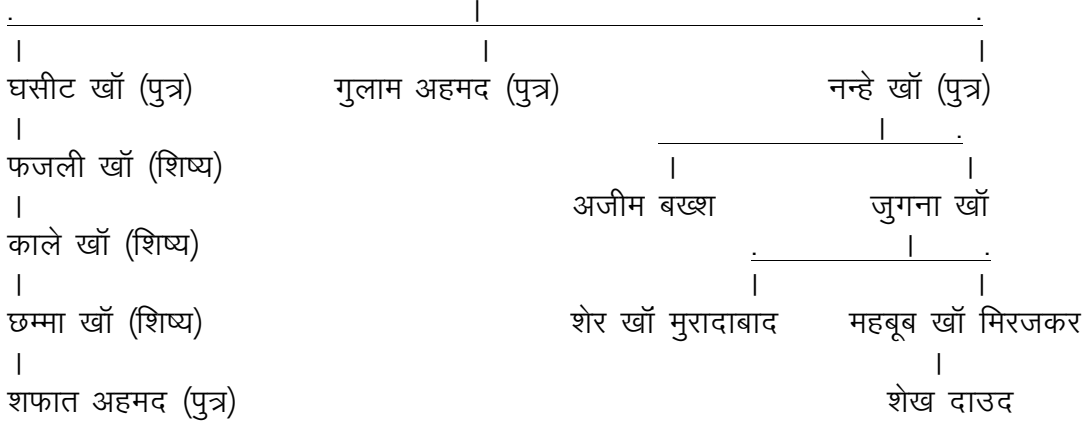 घसीट खॉ (पुत्र) गुलाम अहमद (पुत्र) नन्हे खॉ (पुत्र)
फजली खॉ (शिष्य)
अजीम बख्श जुगना खॉ
काले खॉ (शिष्य)
छम्मा खॉ (शिष्य) शेर खॉ मुरादाबाद महबूब खॉ मिरजकर
शफात अहमद (पुत्र) शेख दाउद